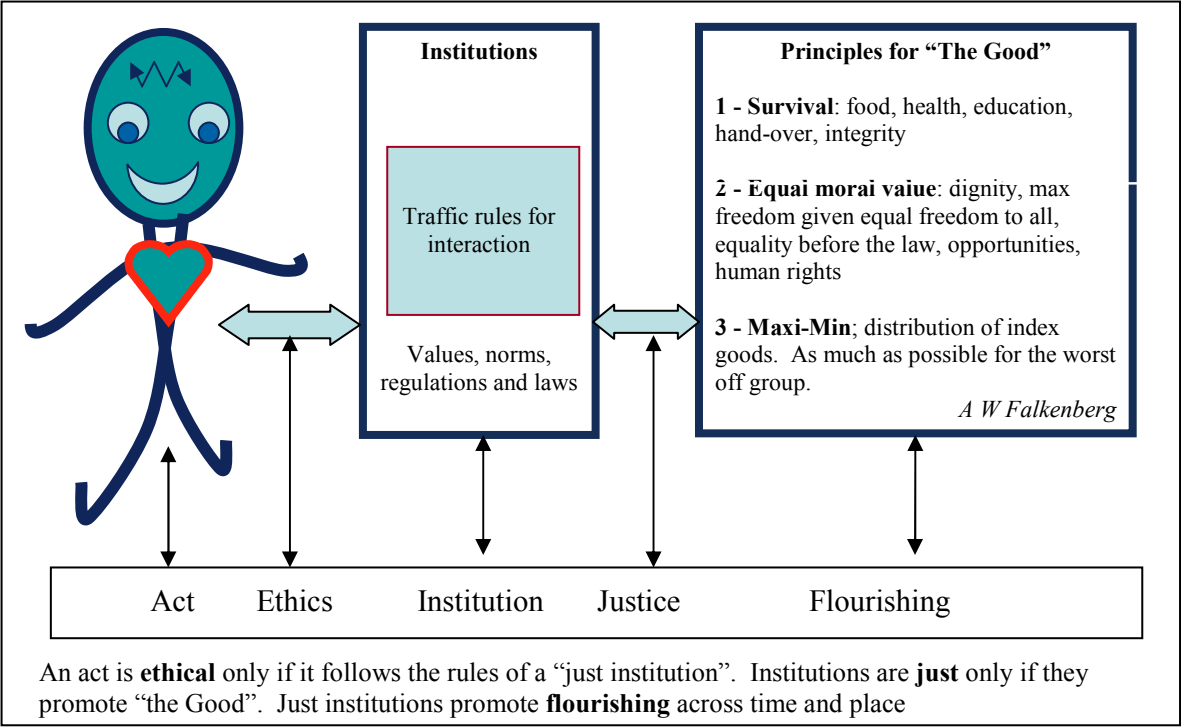 Institutions
Traffic rules for
interaction
Values, norms,
regulations and laws
Principles for “The Good”
1 - Survival: food, health, education,
hand-over, integrity
2 - Equal moral value: dignity, max
freedom given equal freedom to all,
equality before the law, opportunities,
human rights
3 - Maxi-Min; distribution of index
goods.  As much as possible for the worst
off group.
A W Falkenberg
Act
Ethics
Institution
Justice
Flourishing
An act is ethical only if it follows the rules of a “just institution”.  Institutions are just only if they
promote “the Good”.  Just institutions promote flourishing across time and place